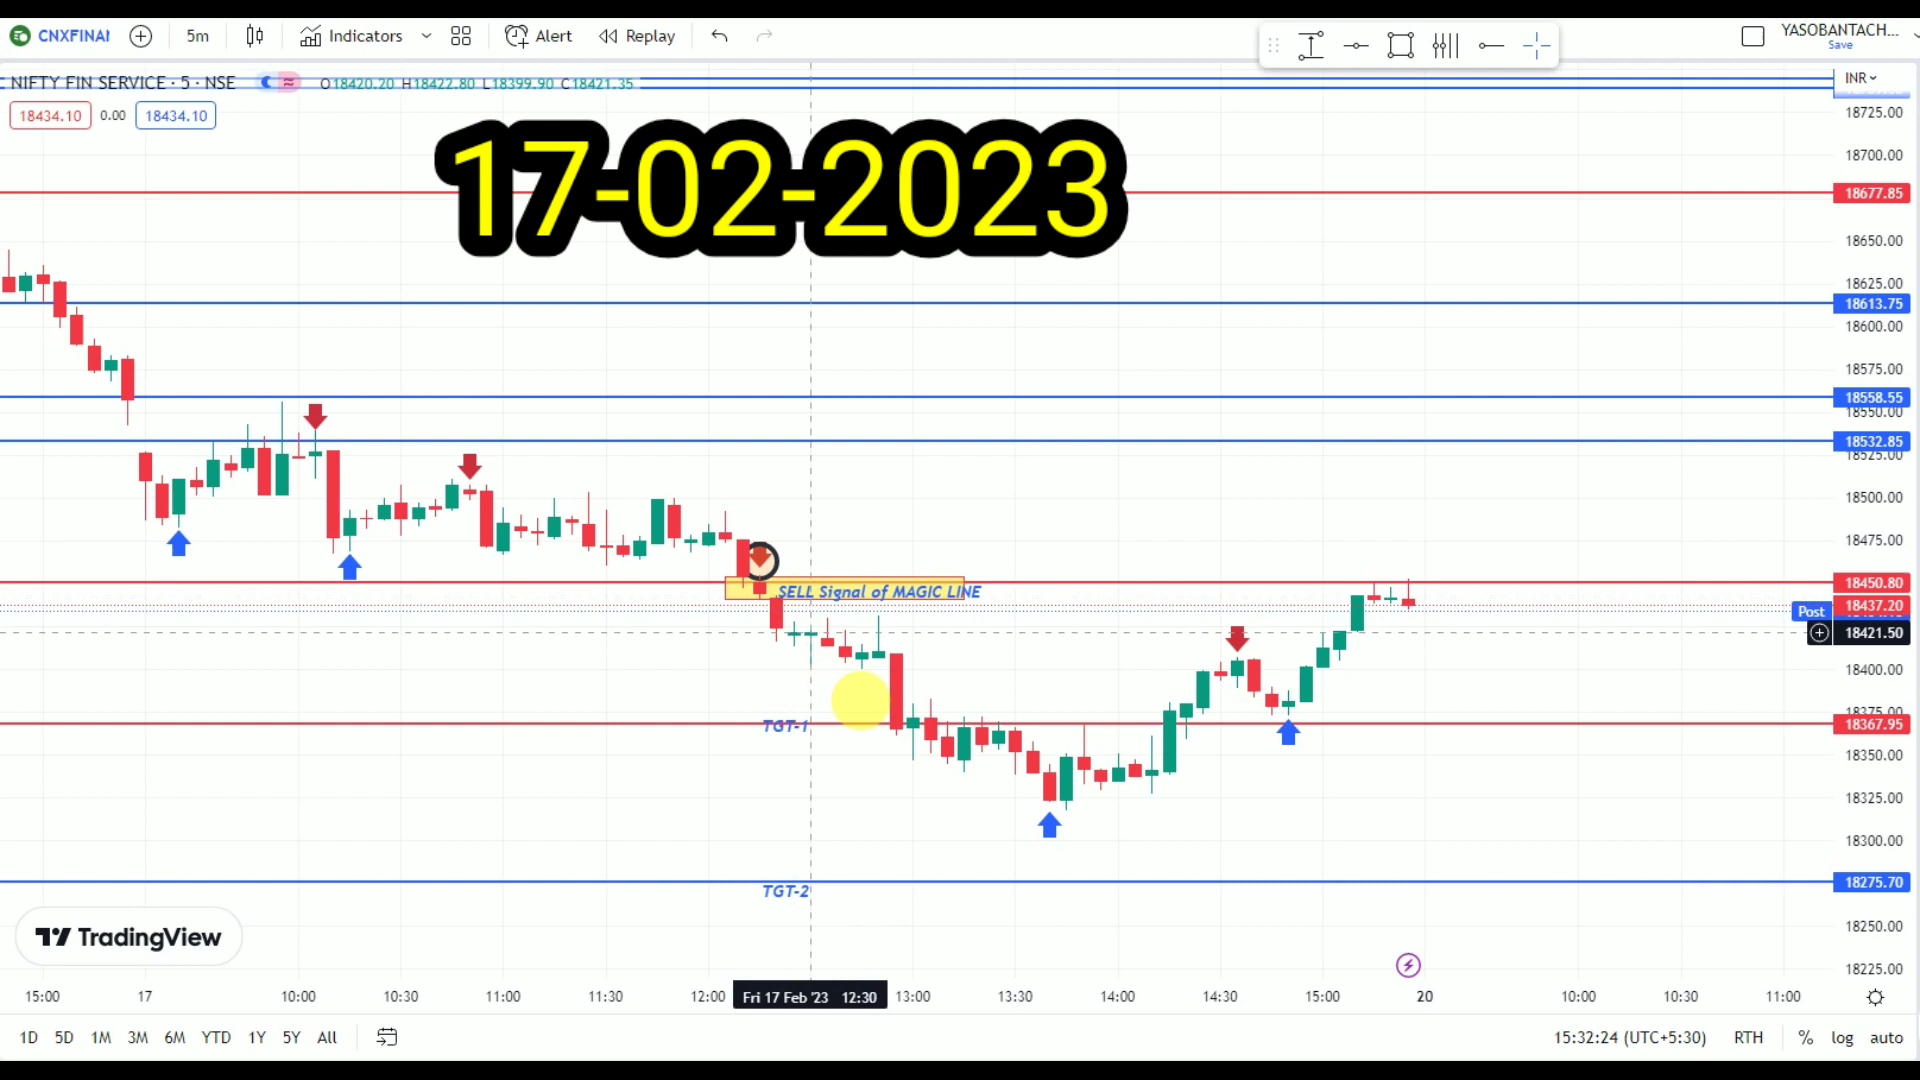 CNXFINAI
5m
Indicators
Alert
Replay
YASOBANTACH...
Save
NIFTY FIN SERVICE · 5 · NSE
O18420.20 H18422.80 L18399.90 C18421.35
INR
18434.10 0.00 18434.10
17-02-2023
18725.00
18700.00
18677.85
18650.00
18625.00
18613.75
18600.00
18575.00
18558.55
18550.00
18532.85
18525.00
18500.00
18475.00
18450.80
SELL Signal of MAGIC LINE
18437.20
Post
18421.50
18400.00
18375.00
18367.95
TGT-1
18350.00
18325.00
18300.00
18275.70
TGT-2
18250.00
TradingView
18225.00
15:00 17 10:00 10:30 11:00 11:30 12:00 Fri 17 Feb '23 12:30 13:00 13:30 14:00 14:30 15:00 20 10:00 10:30 11:00
1D 5D 1M 3M 6M YTD 1Y 5Y All 15:32:24 (UTC+5:30) RTH % log auto